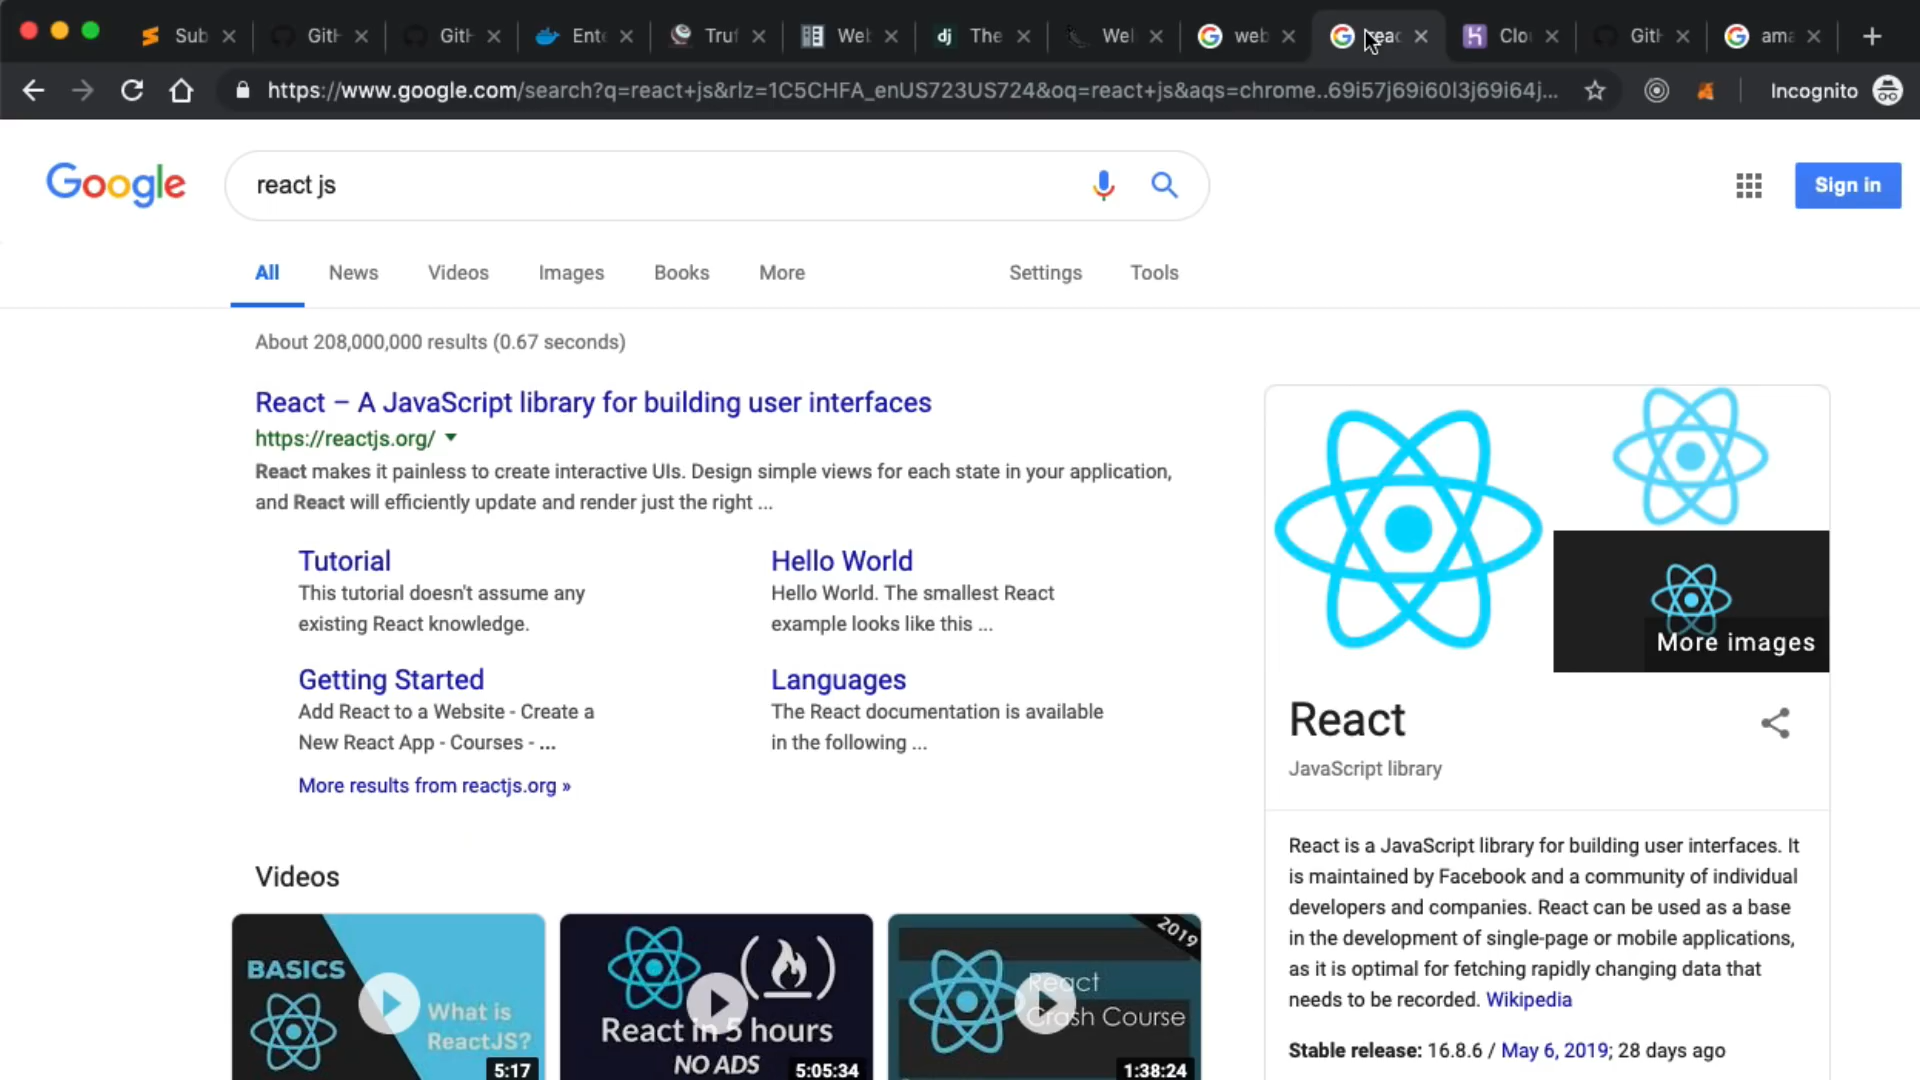 Sub
GitH
GitH
Ente
Truf
Web
dj
The
Wel
web
reac
Clou
GitH
ama
https://www.google.com/search?q=react+js&rlz=1C5CHFA_enUS723US724&oq=react+js&aqs=chrome..69i57j69i60l3j69i64j...
Incognito
Google
react js
Sign in
All
News
Videos
Images
Books
More
Settings
Tools
About 208,000,000 results (0.67 seconds)
React – A JavaScript library for building user interfaces
https://reactjs.org/
React makes it painless to create interactive UIs. Design simple views for each state in your application,
and React will efficiently update and render just the right ...
Tutorial
This tutorial doesn't assume any
existing React knowledge.
Hello World
Hello World. The smallest React
example looks like this ...
Getting Started
Add React to a Website - Create a
New React App - Courses - ...
Languages
The React documentation is available
in the following ...
More results from reactjs.org »
Videos
BASICS
What is
ReactJS?
5:17
React in 5 hours
NO ADS
5:05:34
2019
React
Crash Course
1:38:24
More images
React
JavaScript library
React is a JavaScript library for building user interfaces. It
is maintained by Facebook and a community of individual
developers and companies. React can be used as a base
in the development of single-page or mobile applications,
as it is optimal for fetching rapidly changing data that
needs to be recorded. Wikipedia
Stable release: 16.8.6 / May 6, 2019; 28 days ago